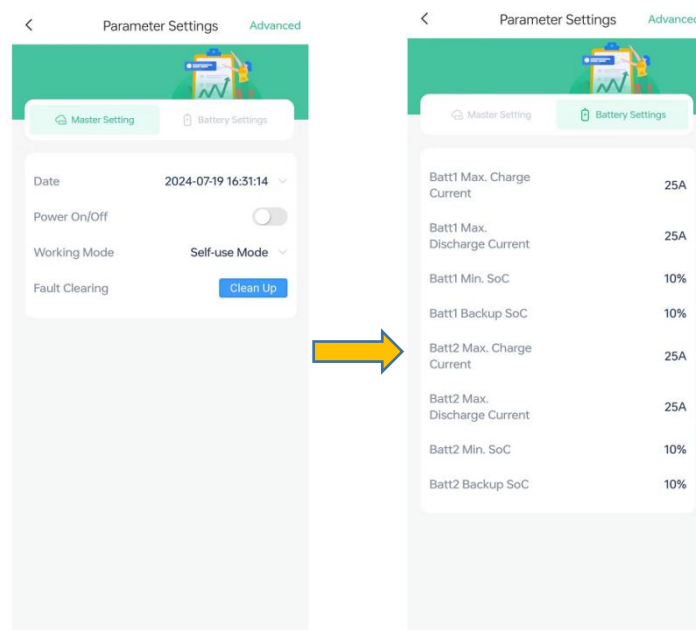 Parameter Settings Advanced
Master Setting Battery Settings
Date 2024-07-19 16:31:14
Power On/Off
Working Mode Self-use Mode
Fault Clearing Clean Up
Parameter Settings Advanced
Master Setting Battery Settings
Batt1 Max. Charge
Current 25A
Batt1 Max.
Discharge Current 25A
Batt1 Min. SoC 10%
Batt1 Backup SoC 10%
Batt2 Max. Charge
Current 25A
Batt2 Max.
Discharge Current 25A
Batt2 Min. SoC 10%
Batt2 Backup SoC 10%